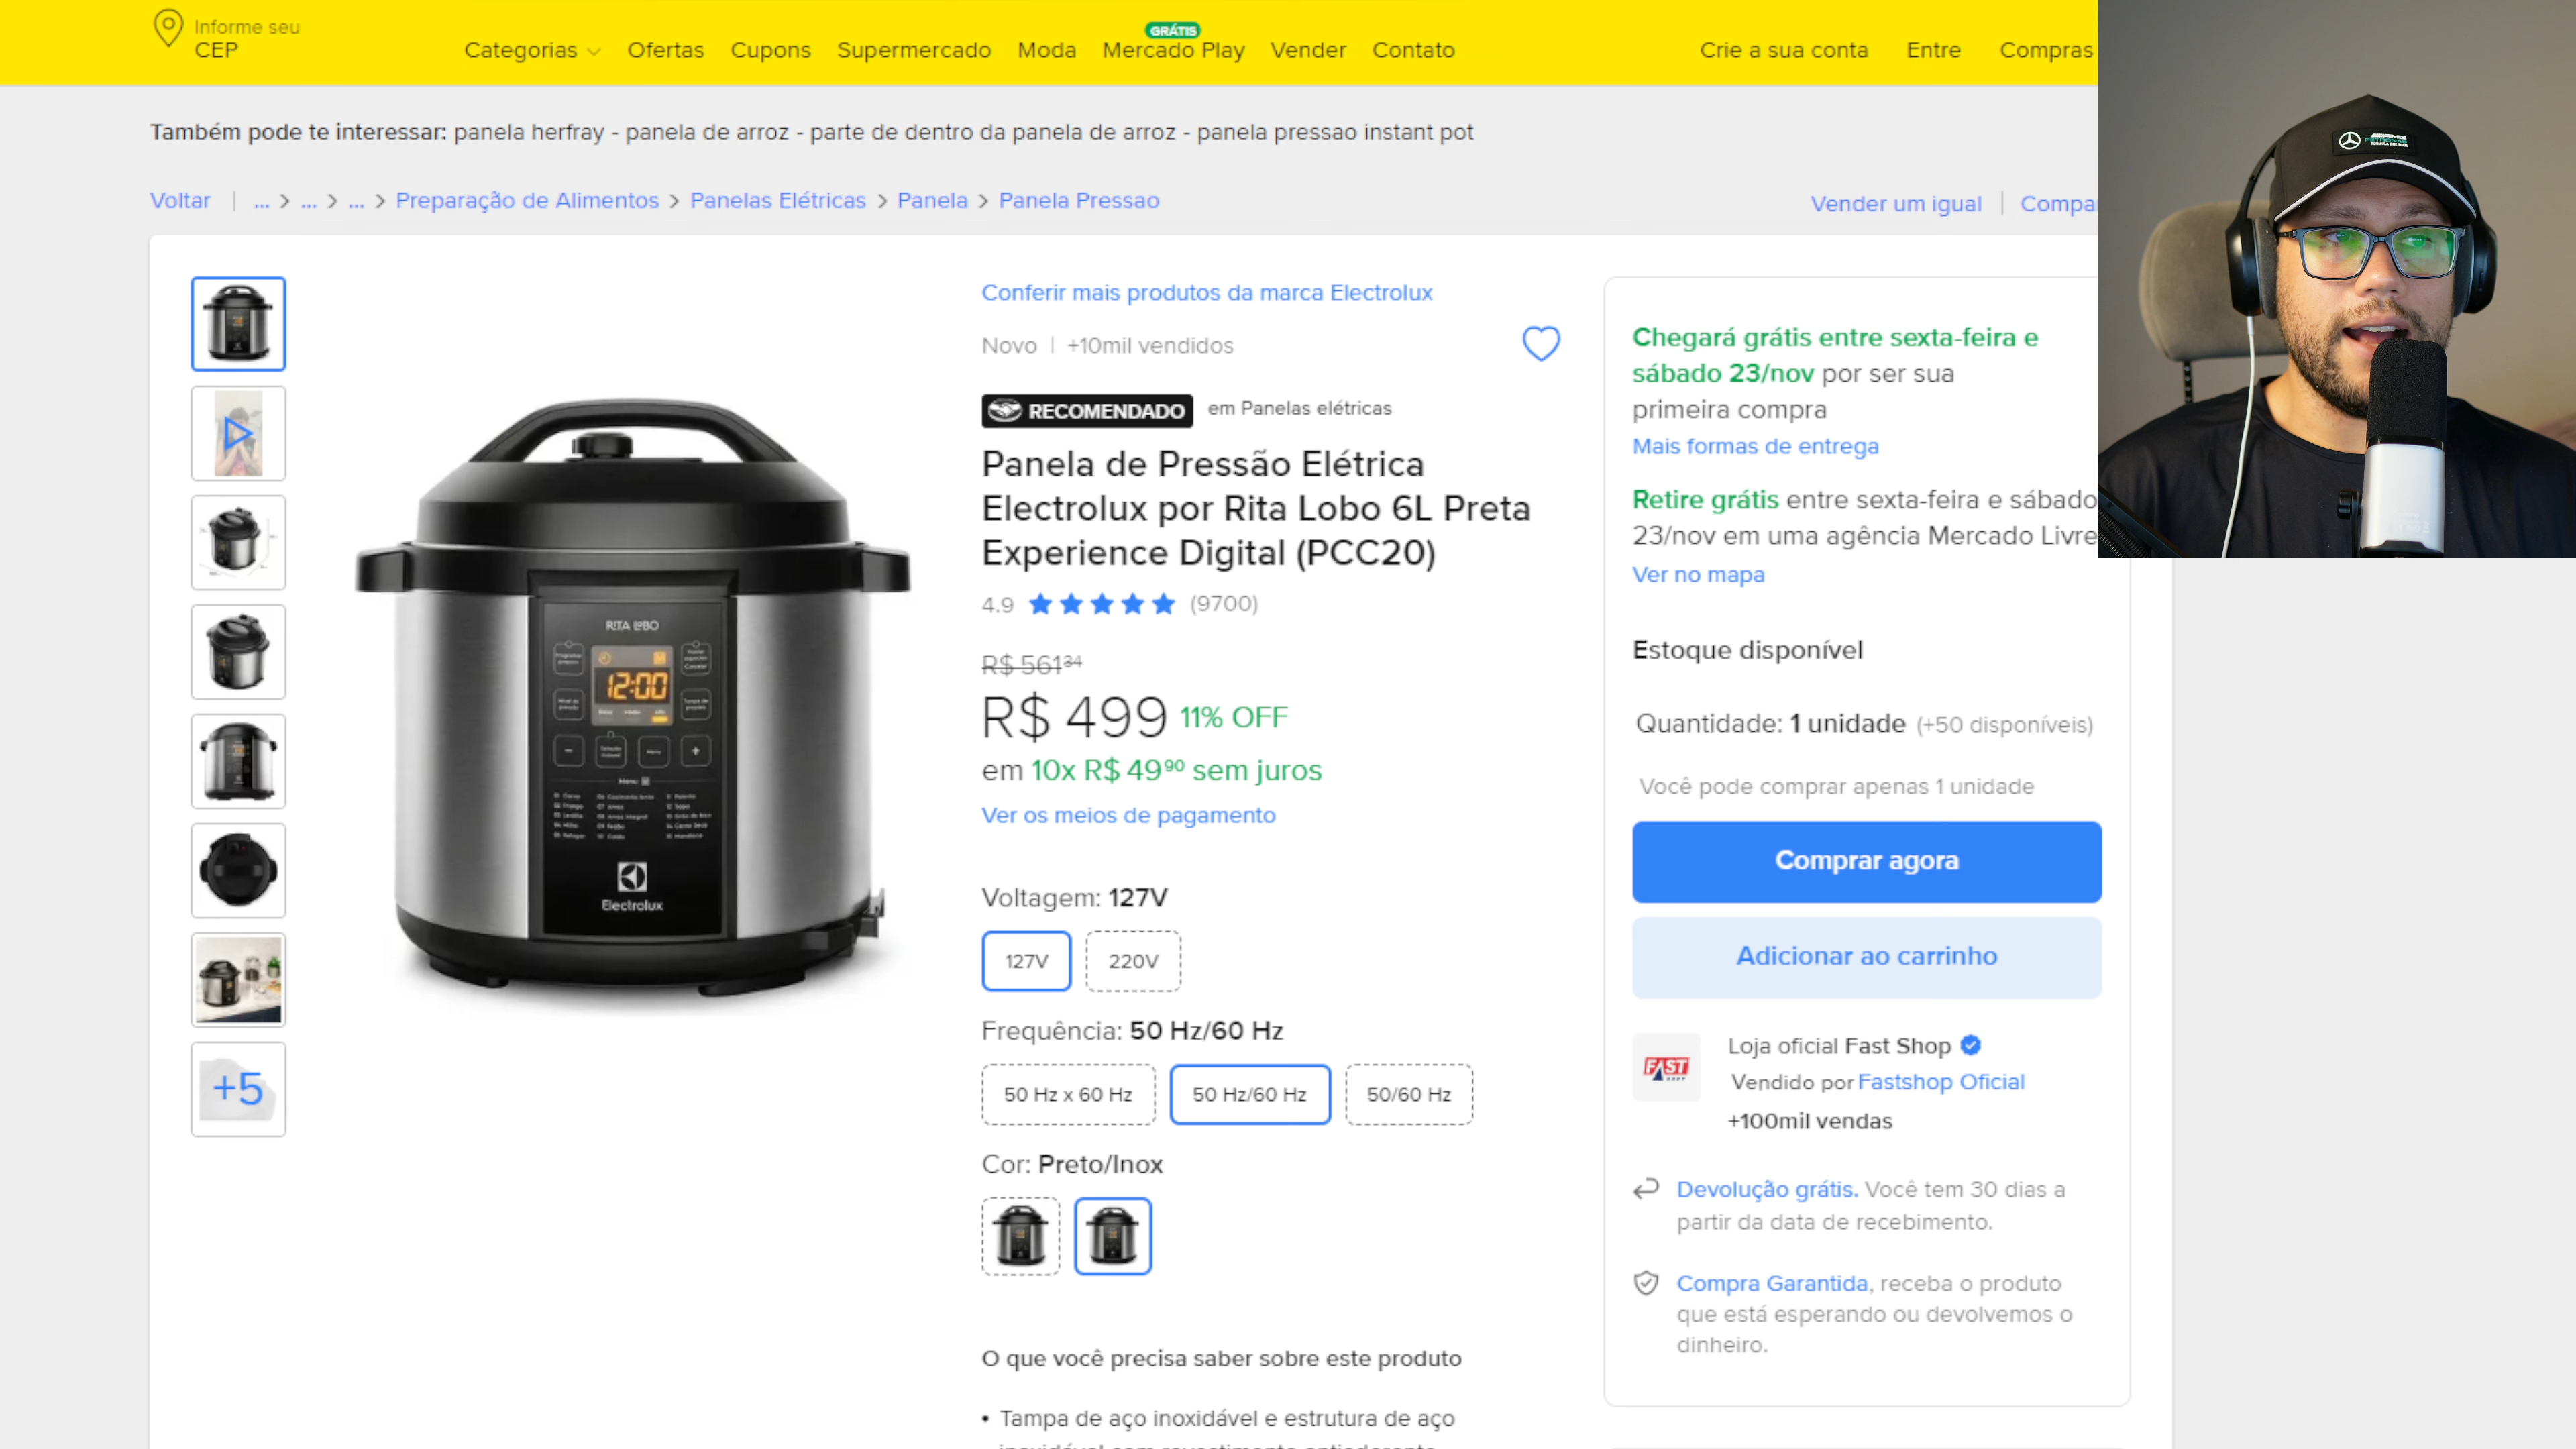 Informe seu
CEP
Categorias
Ofertas
Cupons
Supermercado
Moda
GRÁTIS
Mercado Play
Vender
Contato
Crie a sua conta
Entre
Compras
Também pode te interessar: panela herfray - panela de arroz - parte de dentro da panela de arroz - panela pressao instant pot
Voltar | ... > ... > ... > Preparação de Alimentos > Panelas Elétricas > Panela > Panela Pressao
Vender um igual
Compa
Conferir mais produtos da marca Electrolux
Novo | +10mil vendidos
RECOMENDADO em Panelas elétricas
Panela de Pressão Elétrica
Electrolux por Rita Lobo 6L Preta
Experience Digital (PCC20)
4.9 (9700)
R$ 561 34
R$ 499 11% OFF
em 10x R$ 49 90 sem juros
Ver os meios de pagamento
Voltagem: 127V
127V
220V
Frequência: 50 Hz/60 Hz
50 Hz x 60 Hz
50 Hz/60 Hz
50/60 Hz
Cor: Preto/Inox
O que você precisa saber sobre este produto
• Tampa de aço inoxidável e estrutura de aço
+5
RITA LOBO
12:00
Menu
Electrolux
Chegará grátis entre sexta-feira e
sábado 23/nov por ser sua
primeira compra
Mais formas de entrega
Retire grátis entre sexta-feira e sábado
23/nov em uma agência Mercado Livre
Ver no mapa
Estoque disponível
Quantidade: 1 unidade (+50 disponíveis)
Você pode comprar apenas 1 unidade
Comprar agora
Adicionar ao carrinho
FAST
Loja oficial Fast Shop
Vendido por Fastshop Oficial
+100mil vendas
Devolução grátis. Você tem 30 dias a
partir da data de recebimento.
Compra Garantida, receba o produto
que está esperando ou devolvemos o
dinheiro.